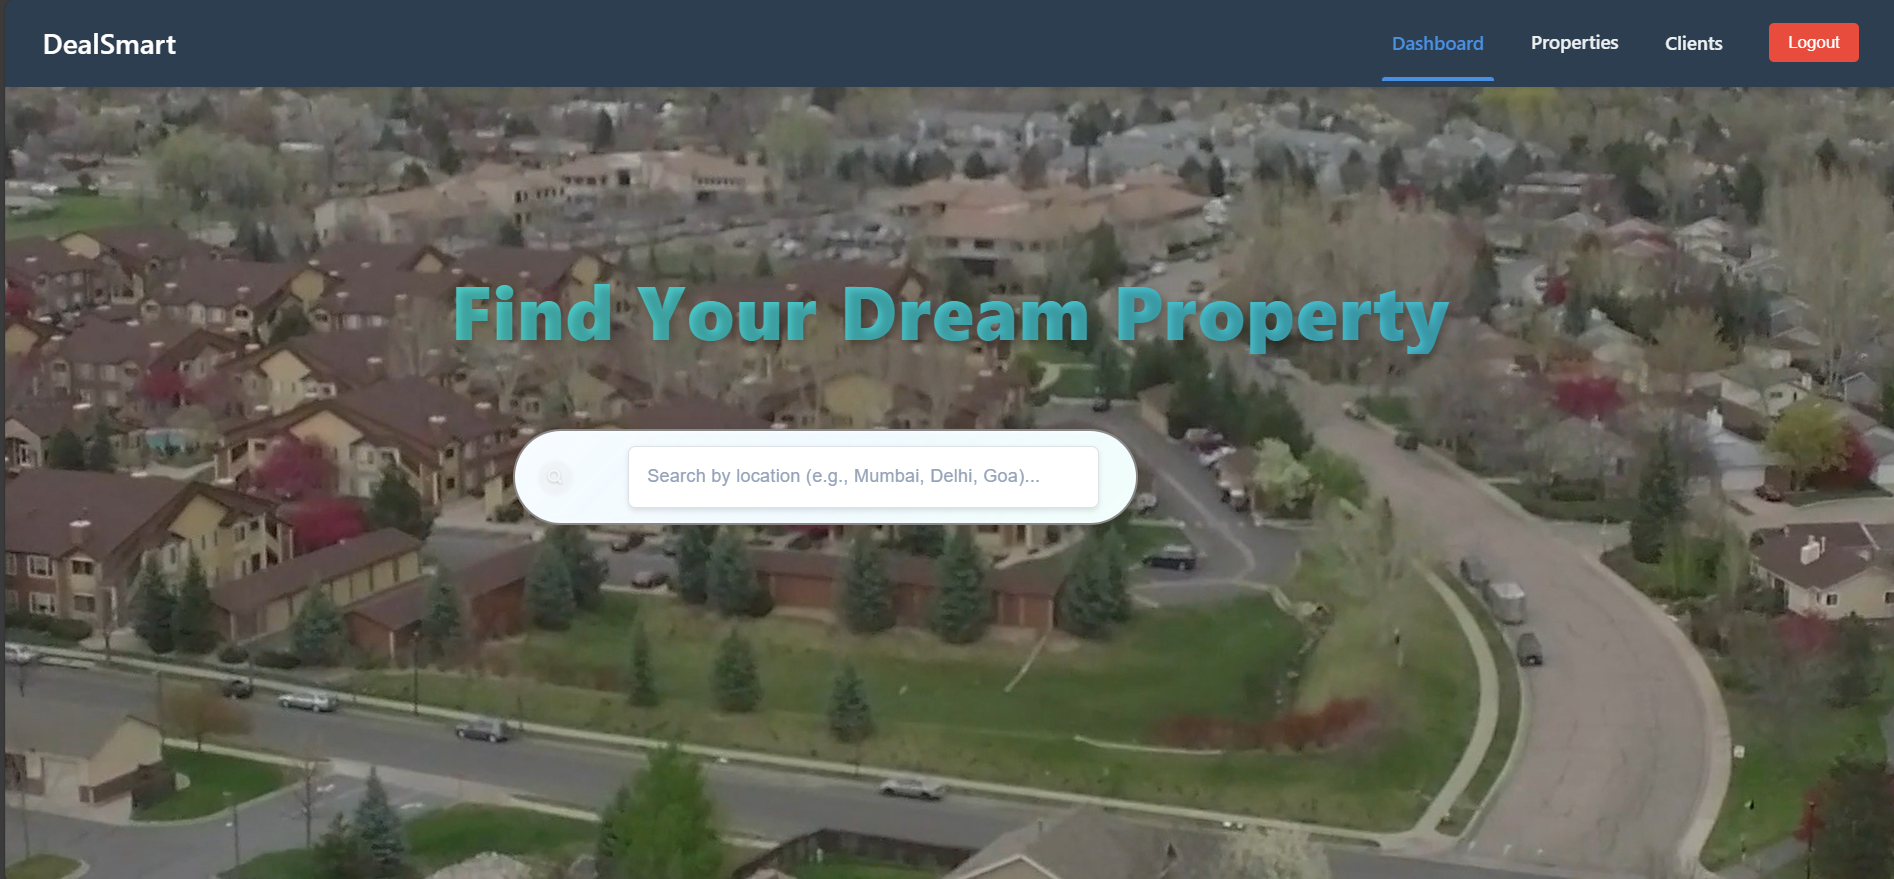 DealSmart
Dashboard
Properties
Clients
Logout
Find Your Dream Property
Search by location (e.g., Mumbai, Delhi, Goa)...